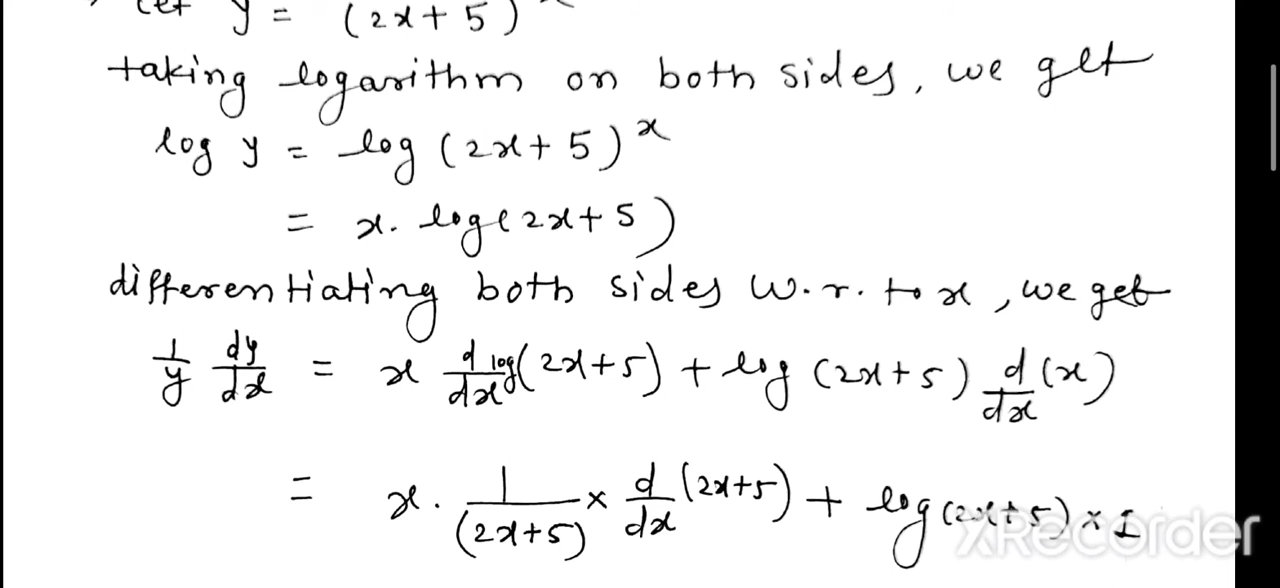 let y = (2x+5)^x
taking logarithm on both sides, we get
log y = log (2x+5)^x
= x. log(2x+5)
differentiating both sides w.r. to x, we get
1/y dy/dx = x d/dx log(2x+5) + log (2x+5) d/dx (x)
= x. 1/(2x+5) × d/dx (2x+5) + log(2x+5) × 1
XRecorder